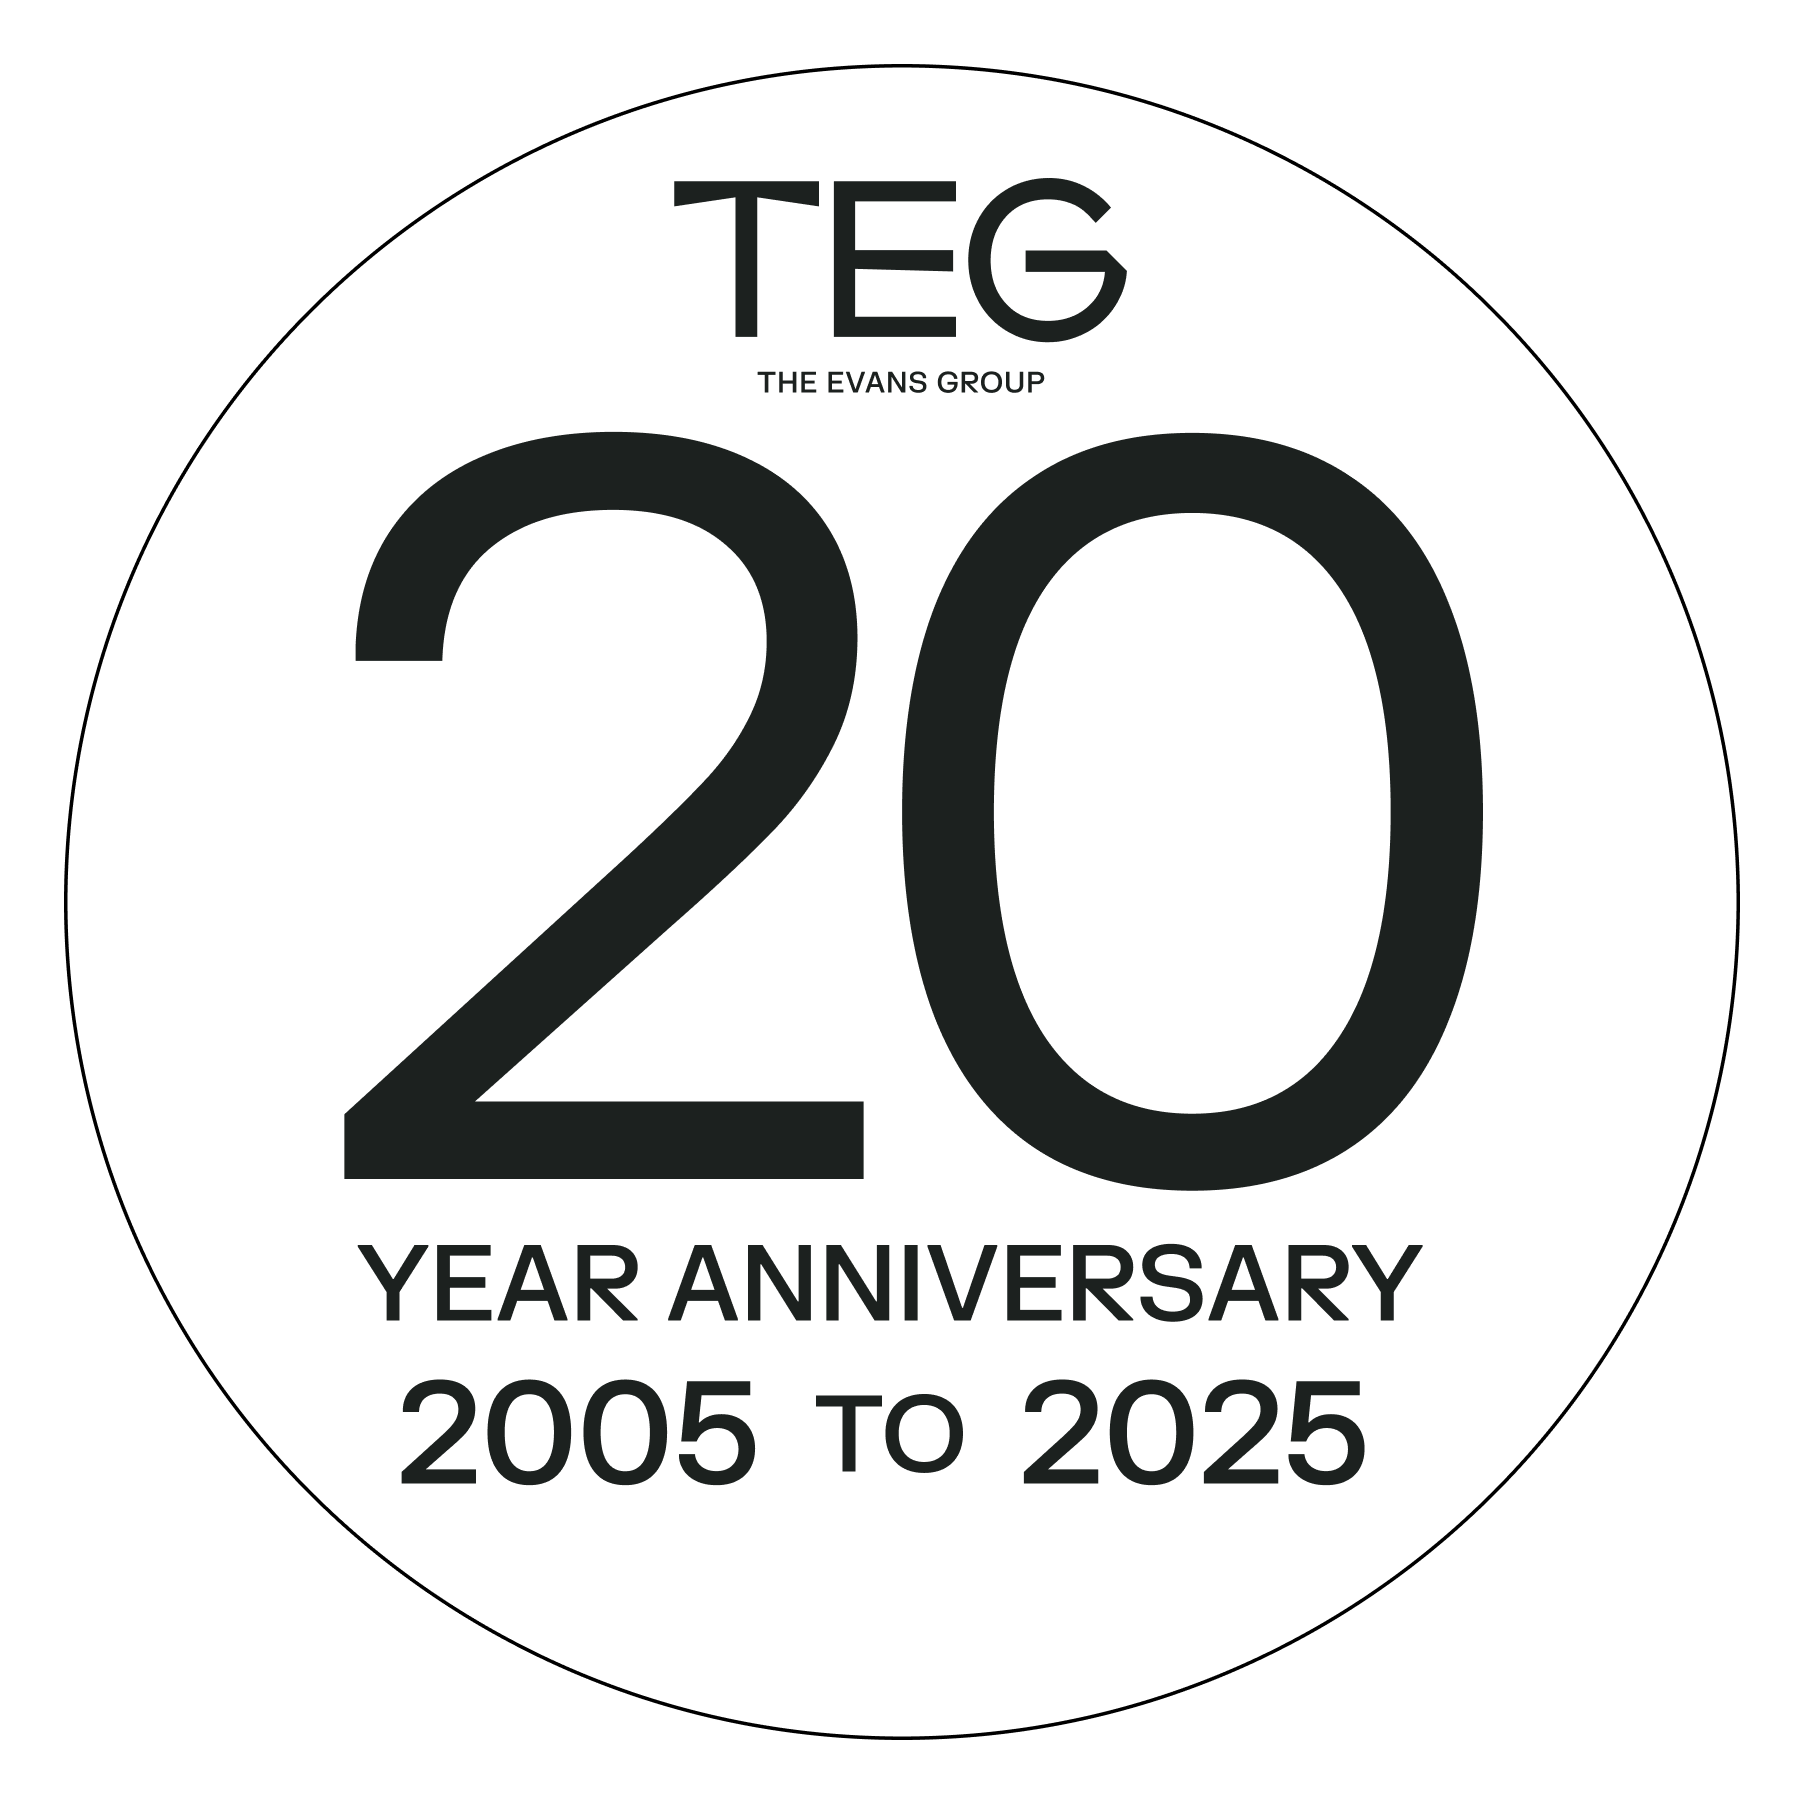 TEG
THE EVANS GROUP
20
YEAR ANNIVERSARY
2005 TO 2025